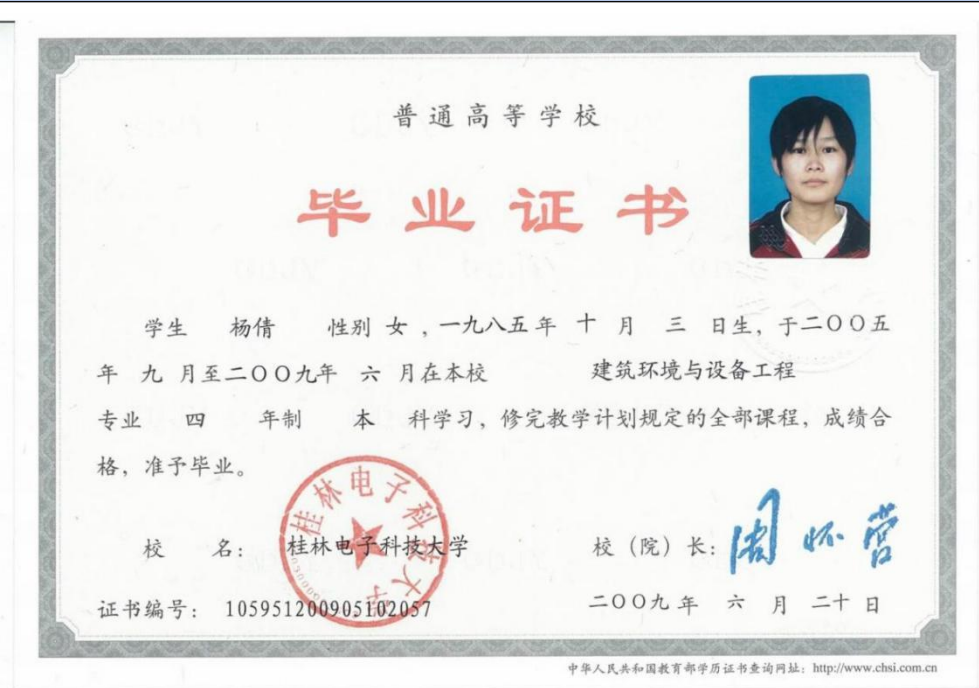 普通高等学校
毕业证书
学生 杨倩 性别 女，一九八五年 十 月 三 日生，于二〇〇五
年 九 月至二〇〇九年 六 月在本校 建筑环境与设备工程
专业 四 年制 本 科学习，修完教学计划规定的全部课程，成绩合
格，准予毕业。
桂林电子科技大学
校 名： 桂林电子科技大学
校（院）长：周怀营
证书编号： 105951200905102057
二〇〇九年 六 月 二十日
中华人民共和国教育部学历证书查询网址：http://www.chsi.com.cn